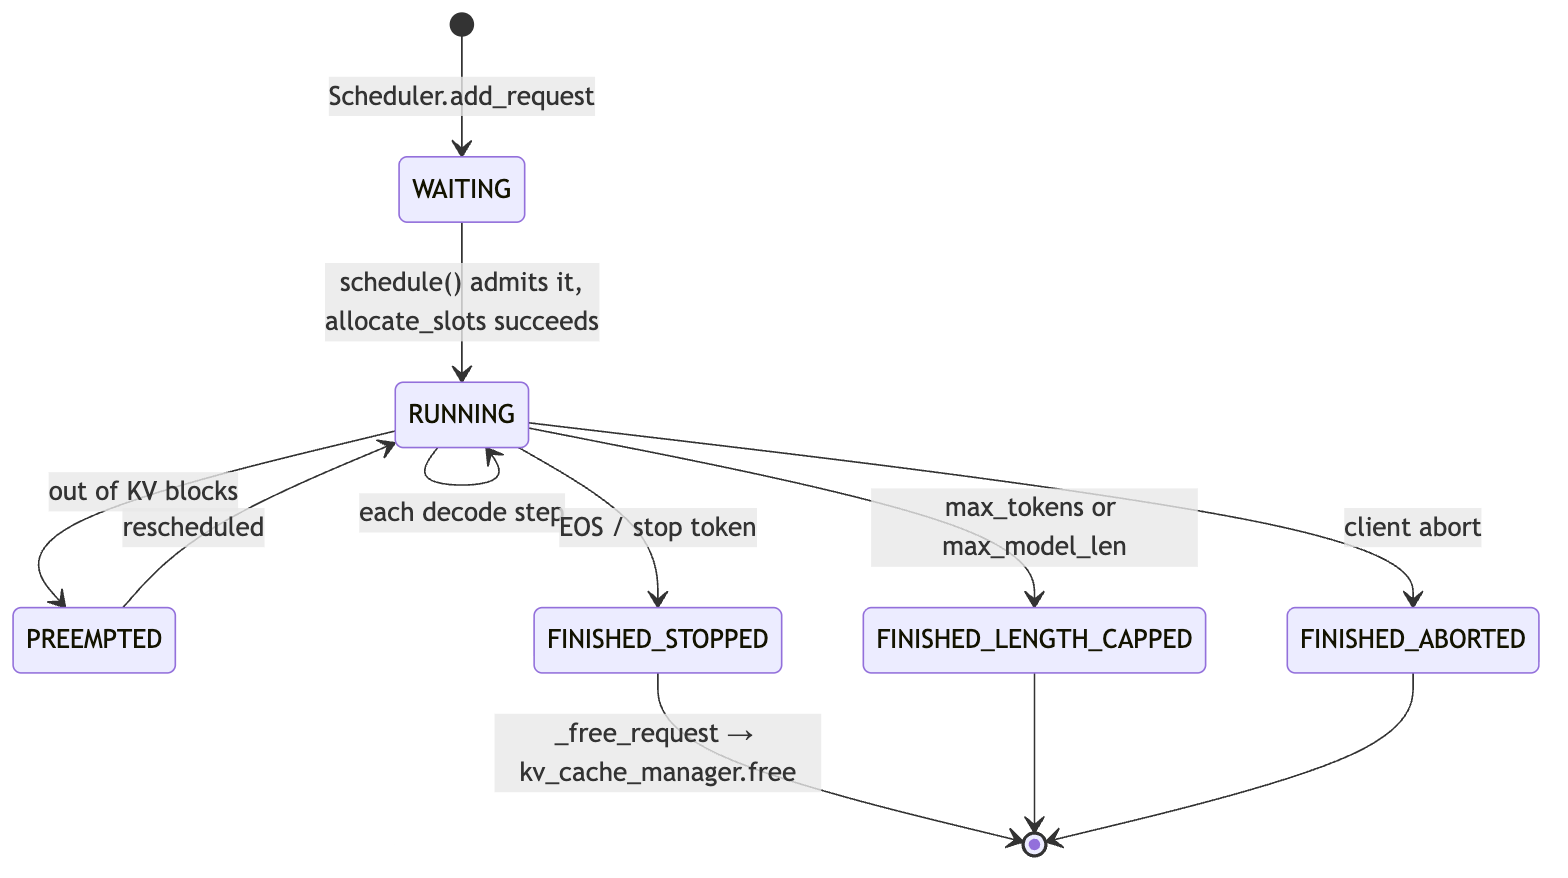 Scheduler.add_request
WAITING
schedule() admits it,
allocate_slots succeeds
RUNNING
out of KV blocks
rescheduled
each decode step
EOS / stop token
max_tokens or
max_model_len
client abort
PREEMPTED
FINISHED_STOPPED
FINISHED_LENGTH_CAPPED
FINISHED_ABORTED
_free_request →
kv_cache_manager.free